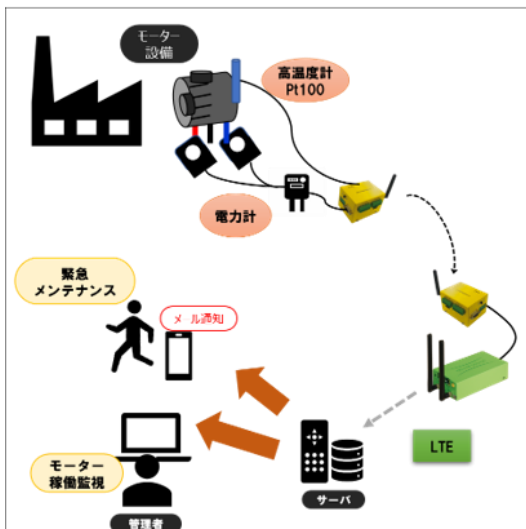 モーター
設備
高温度計
Pt100
電力計
緊急
メンテナンス
メール通知
LTE
モーター
稼働監視
サーバ
管理者